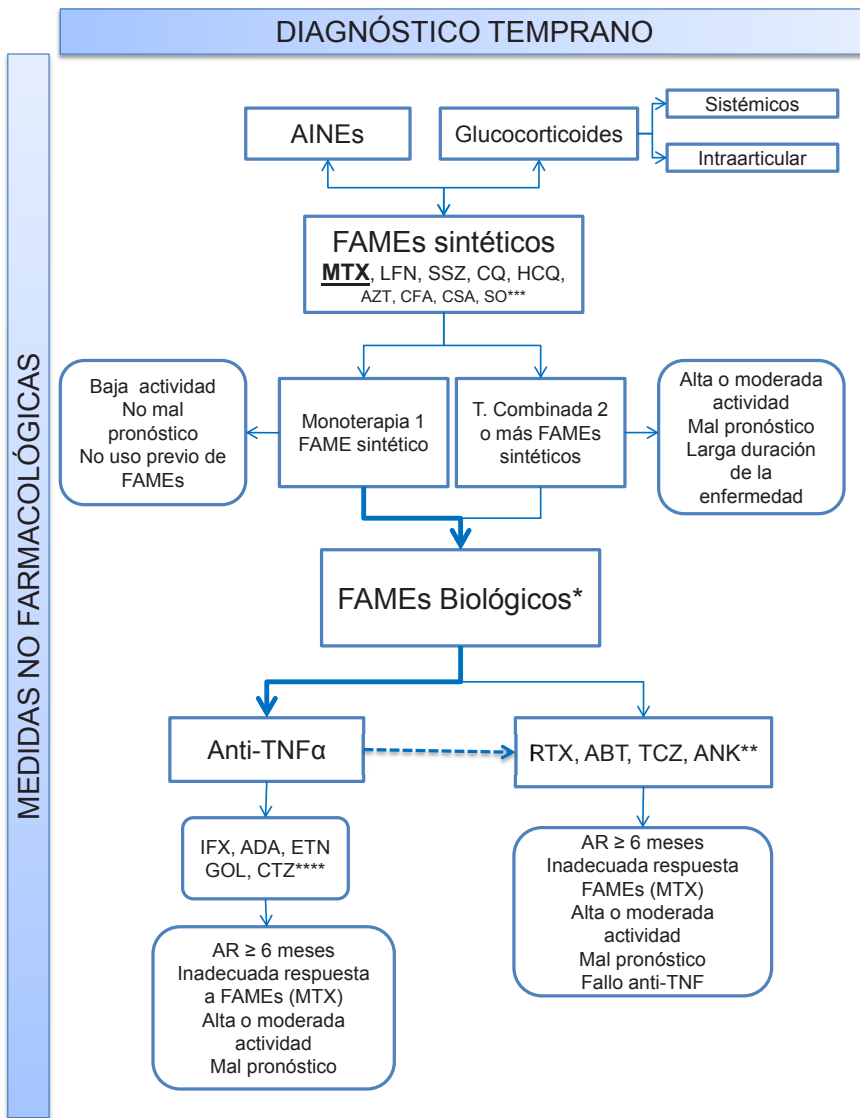 DIAGNÓSTICO TEMPRANO
MEDIDAS NO FARMACOLÓGICAS
AINEs
Glucocorticoides
Sistémicos
Intraarticular
FAMEs sintéticos
MTX, LFN, SSZ, CQ, HCQ,
AZT, CFA, CSA, SO***
Baja actividad
No mal
pronóstico
No uso previo de
FAMEs
Monoterapia 1
FAME sintético
T. Combinada 2
o más FAMEs
sintéticos
Alta o moderada
actividad
Mal pronóstico
Larga duración
de la
enfermedad
FAMEs Biológicos*
Anti-TNFα
RTX, ABT, TCZ, ANK**
IFX, ADA, ETN
GOL, CTZ****
AR ≥ 6 meses
Inadecuada respuesta
a FAMEs (MTX)
Alta o moderada
actividad
Mal pronóstico
AR ≥ 6 meses
Inadecuada respuesta
FAMEs (MTX)
Alta o moderada
actividad
Mal pronóstico
Fallo anti-TNF